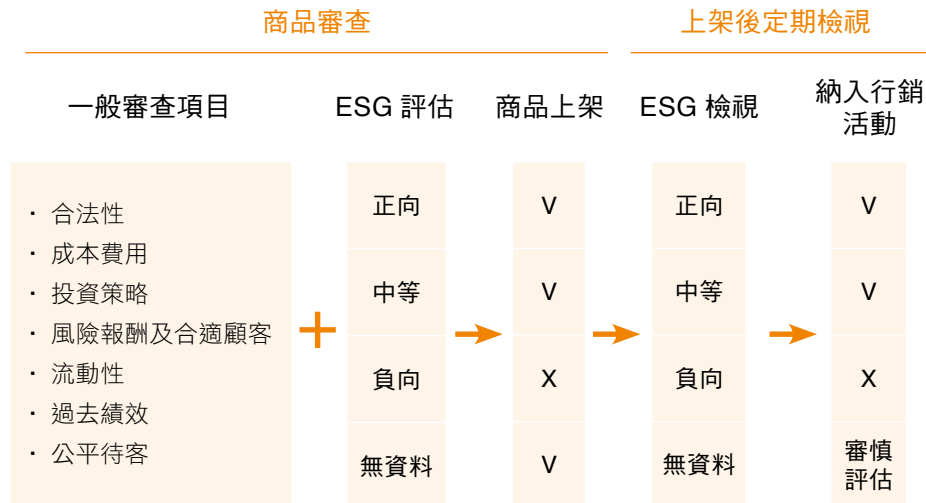 商品審查
上架後定期檢視
一般審查項目
ESG 評估
商品上架
ESG 檢視
納入行銷
活動
・ 合法性
・ 成本費用
・ 投資策略
・ 風險報酬及合適顧客
・ 流動性
・ 過去績效
・ 公平待客
+
正向
V
正向
V
中等
V
中等
V
負向
X
負向
X
無資料
V
無資料
審慎
評估